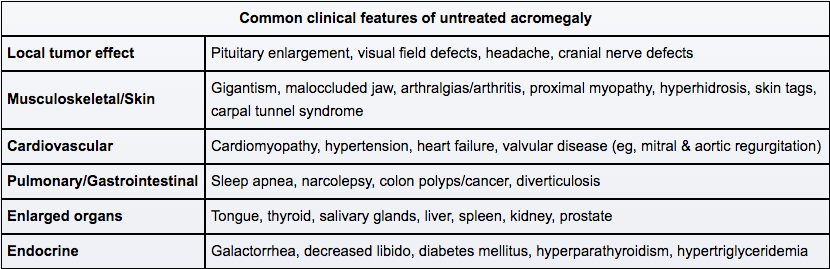 Common clinical features of untreated acromegaly
Local tumor effect
Pituitary enlargement, visual field defects, headache, cranial nerve defects
Musculoskeletal/Skin
Gigantism, maloccluded jaw, arthralgias/arthritis, proximal myopathy, hyperhidrosis, skin tags,
carpal tunnel syndrome
Cardiovascular
Cardiomyopathy, hypertension, heart failure, valvular disease (eg, mitral & aortic regurgitation)
Pulmonary/Gastrointestinal
Sleep apnea, narcolepsy, colon polyps/cancer, diverticulosis
Enlarged organs
Tongue, thyroid, salivary glands, liver, spleen, kidney, prostate
Endocrine
Galactorrhea, decreased libido, diabetes mellitus, hyperparathyroidism, hypertriglyceridemia